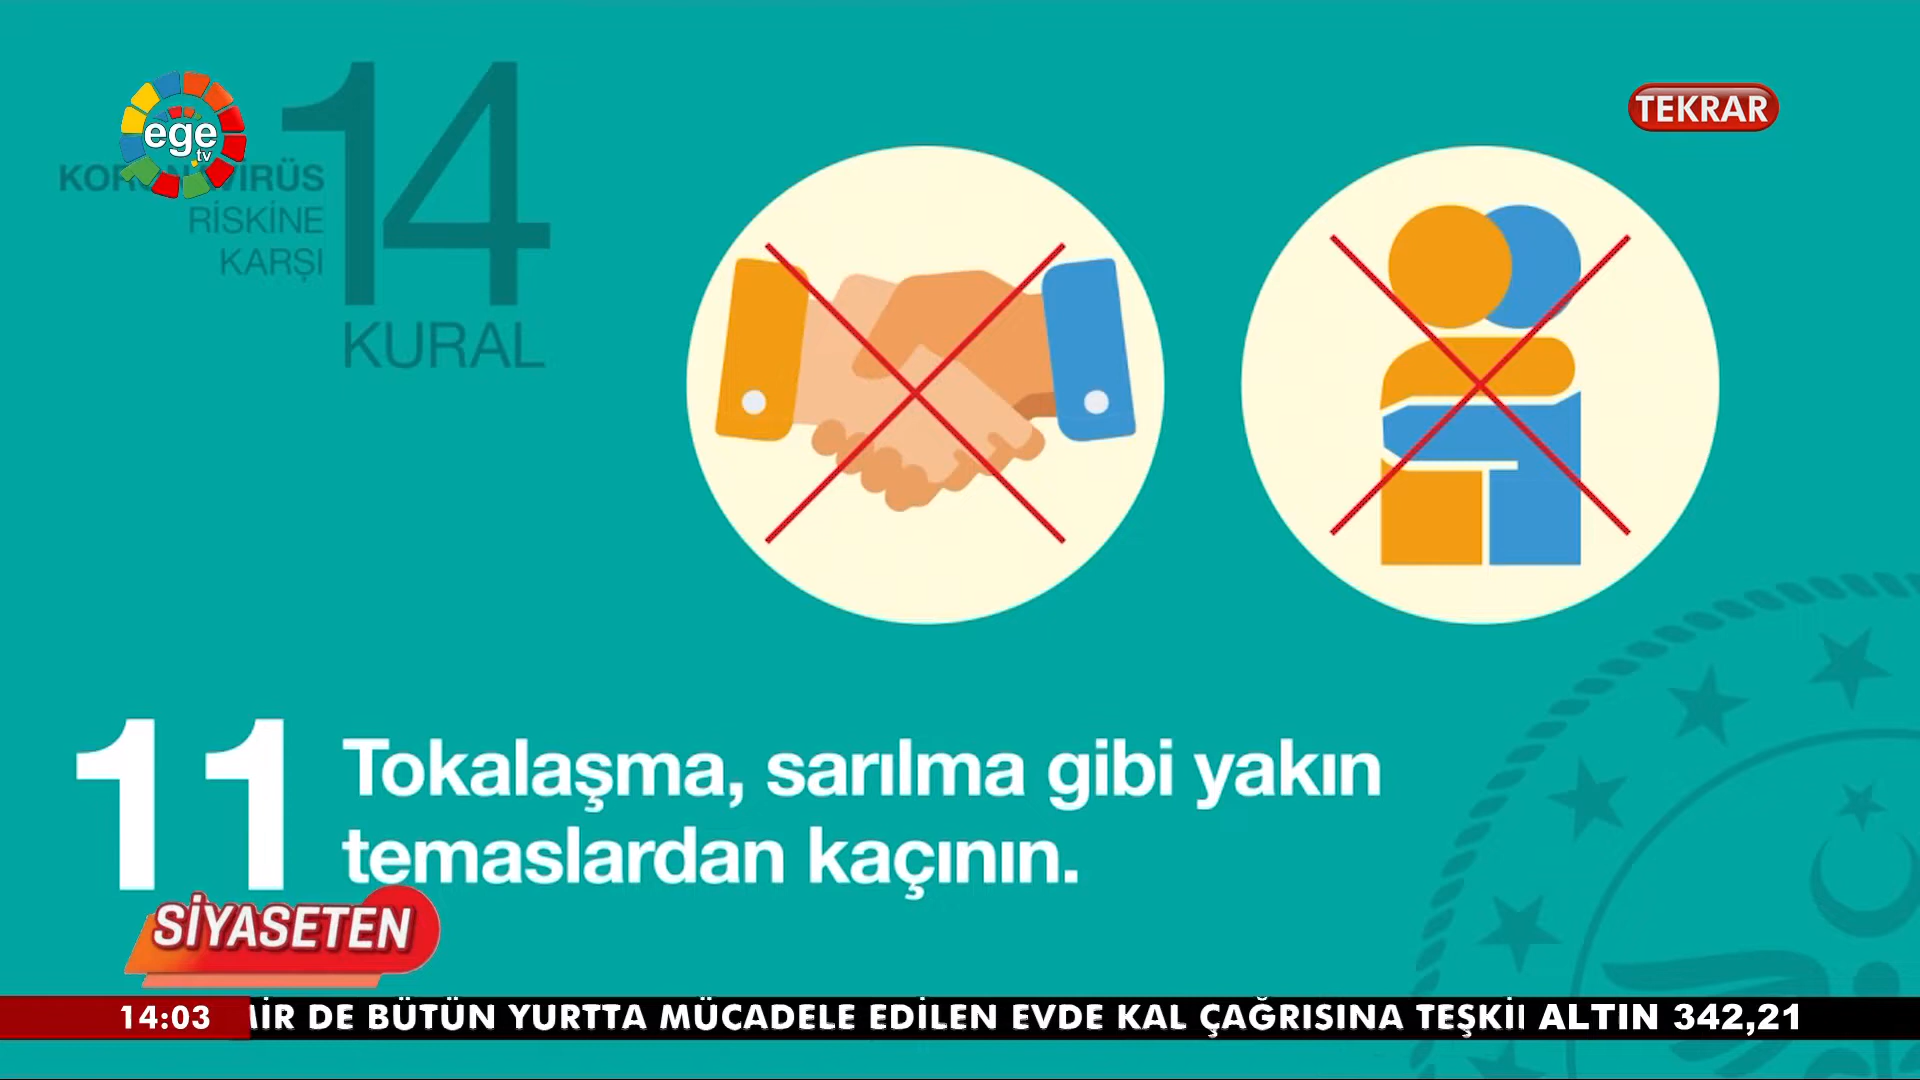 ege
tv
TEKRAR
14
VİRÜS
RİSKİNE
KARŞI
KURAL
11
Tokalaşma, sarılma gibi yakın
temaslardan kaçının.
SİYASETEN
14:03
DE BÜTÜN YURTTA MÜCADELE EDİLEN EVDE KAL ÇAĞRISINA
ALTIN 342,21